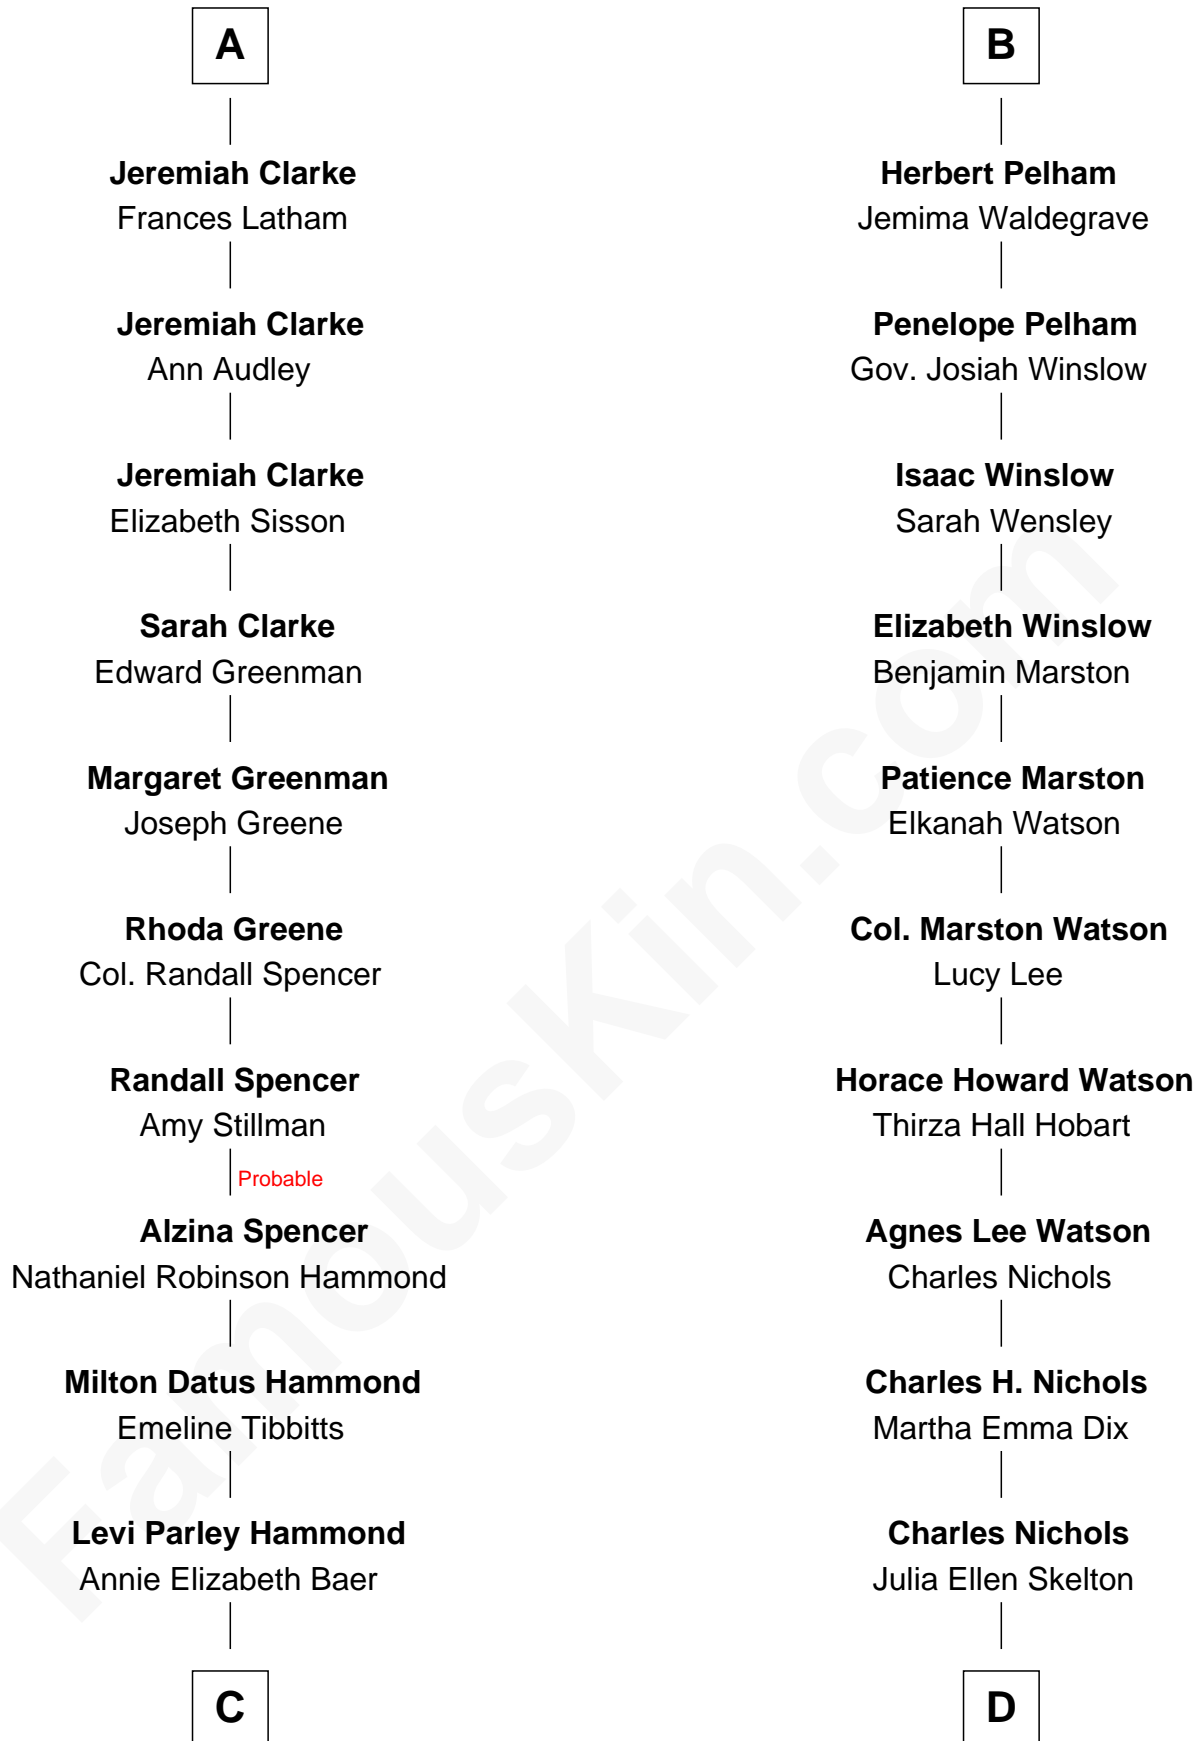 A
Jeremiah Clarke
Frances Latham
Jeremiah Clarke
Ann Audley
Jeremiah Clarke
Elizabeth Sisson
Sarah Clarke
Edward Greenman
Margaret Greenman
Joseph Greene
Rhoda Greene
Col. Randall Spencer
Randall Spencer
Amy Stillman
Probable
Alzina Spencer
Nathaniel Robinson Hammond
Milton Datus Hammond
Emeline Tibbitts
Levi Parley Hammond
Annie Elizabeth Baer
C
B
Herbert Pelham
Jemima Waldegrave
Penelope Pelham
Gov. Josiah Winslow
Isaac Winslow
Sarah Wensley
Elizabeth Winslow
Benjamin Marston
Patience Marston
Elkanah Watson
Col. Marston Watson
Lucy Lee
Horace Howard Watson
Thirza Hall Hobart
Agnes Lee Watson
Charles Nichols
Charles H. Nichols
Martha Emma Dix
Charles Nichols
Julia Ellen Skelton
D
FamousKin.com